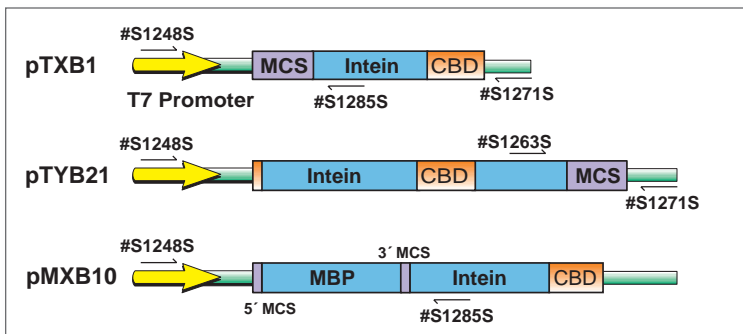 #S1248S
pTXB1
MCS Intein CBD
T7 Promoter
#S1285S
#S1271S
#S1248S
#S1263S
pTYB21
Intein CBD MCS
#S1271S
#S1248S
3´ MCS
pMXB10
MBP Intein CBD
5´ MCS
#S1285S